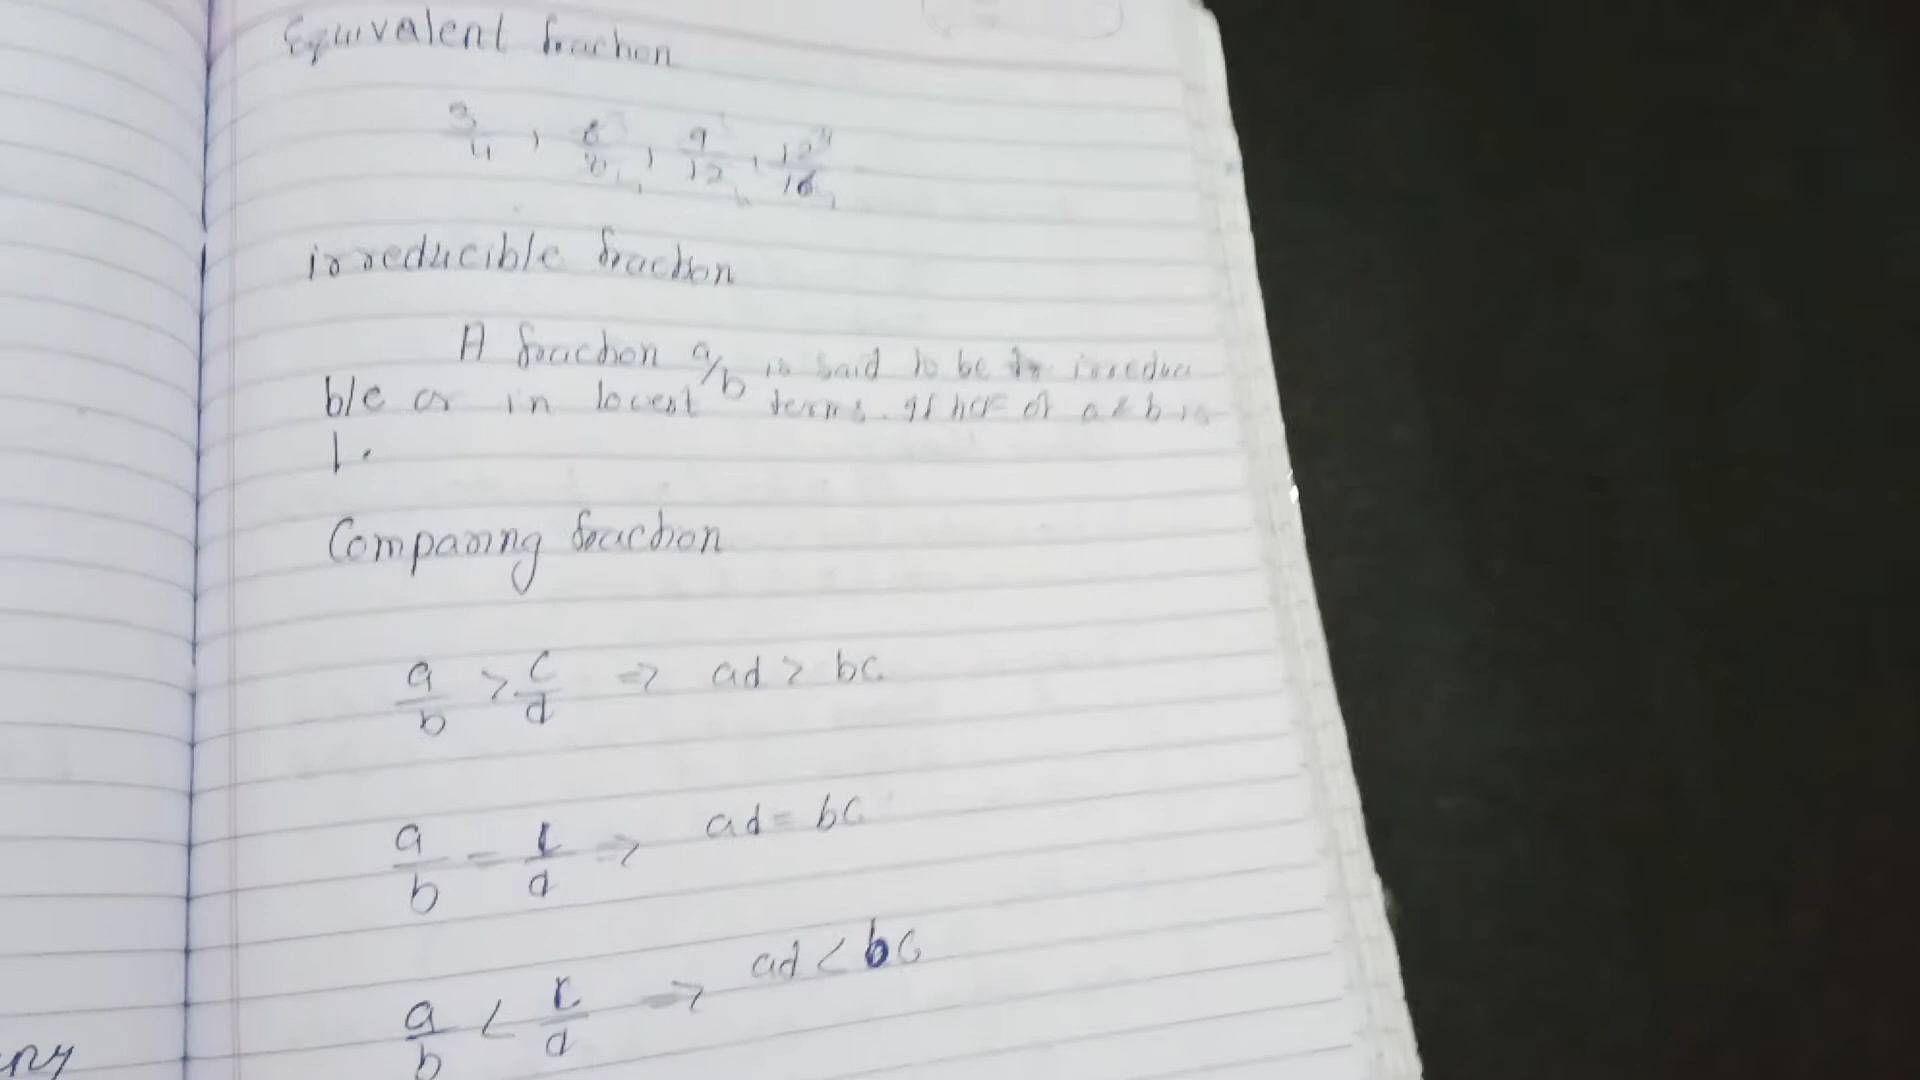 Equivalent fraction
3/4 , 6/8 , 9/12 , 12/16
irreducible fraction
A fraction a/b is said to be irreduc
ble or in lowest terms. if HCF of a & b is
1.
Comparing fraction
a/b > c/d ⇒ ad > bc
a/b = c/d ⇒ ad = bc
a/b < c/d ⇒ ad < bc